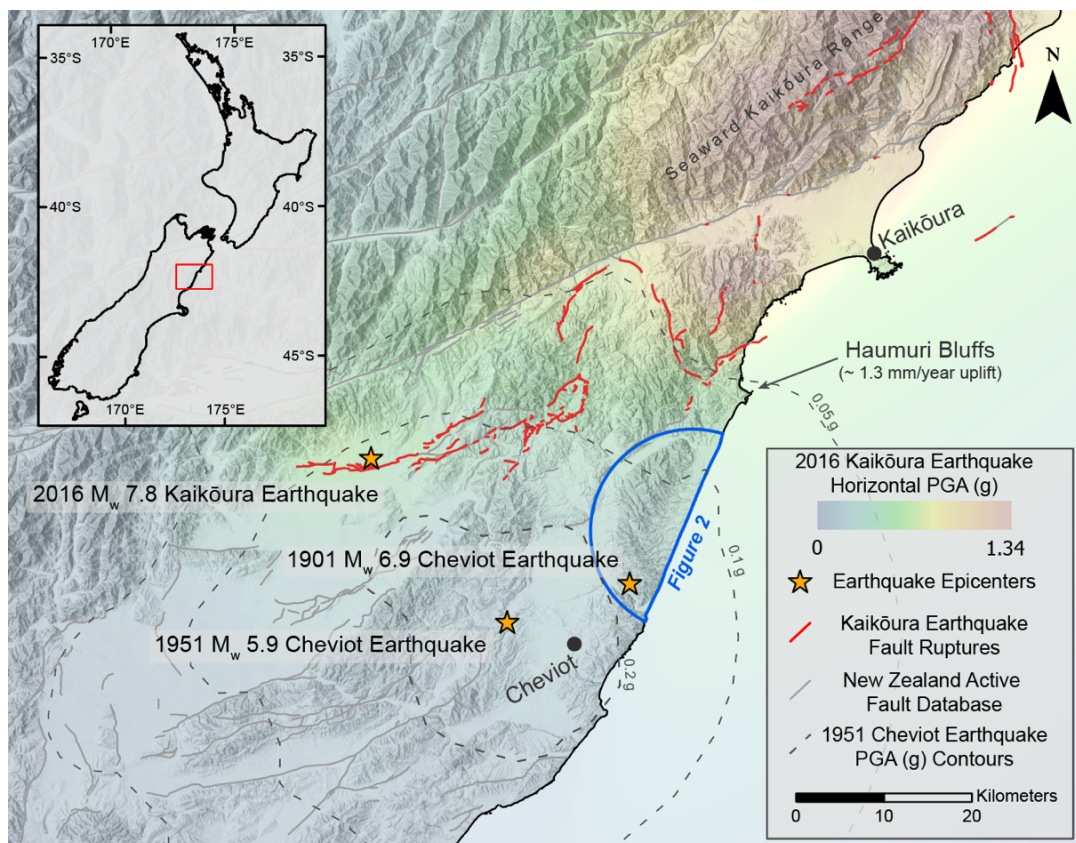 170°E
175°E
35°S
35°S
40°S
40°S
45°S
45°S
170°E
175°E
Seaward Kaikōura Range
N
Kaikōura
Haumuri Bluffs
(~ 1.3 mm/year uplift)
0.05 g
2016 Mw 7.8 Kaikōura Earthquake
1901 Mw 6.9 Cheviot Earthquake
Figure 2
0.1 g
1951 Mw 5.9 Cheviot Earthquake
Cheviot
0.2 g
2016 Kaikōura Earthquake
Horizontal PGA (g)
0
1.34
Earthquake Epicenters
Kaikōura Earthquake
Fault Ruptures
New Zealand Active
Fault Database
1951 Cheviot Earthquake
PGA (g) Contours
Kilometers
0
10
20